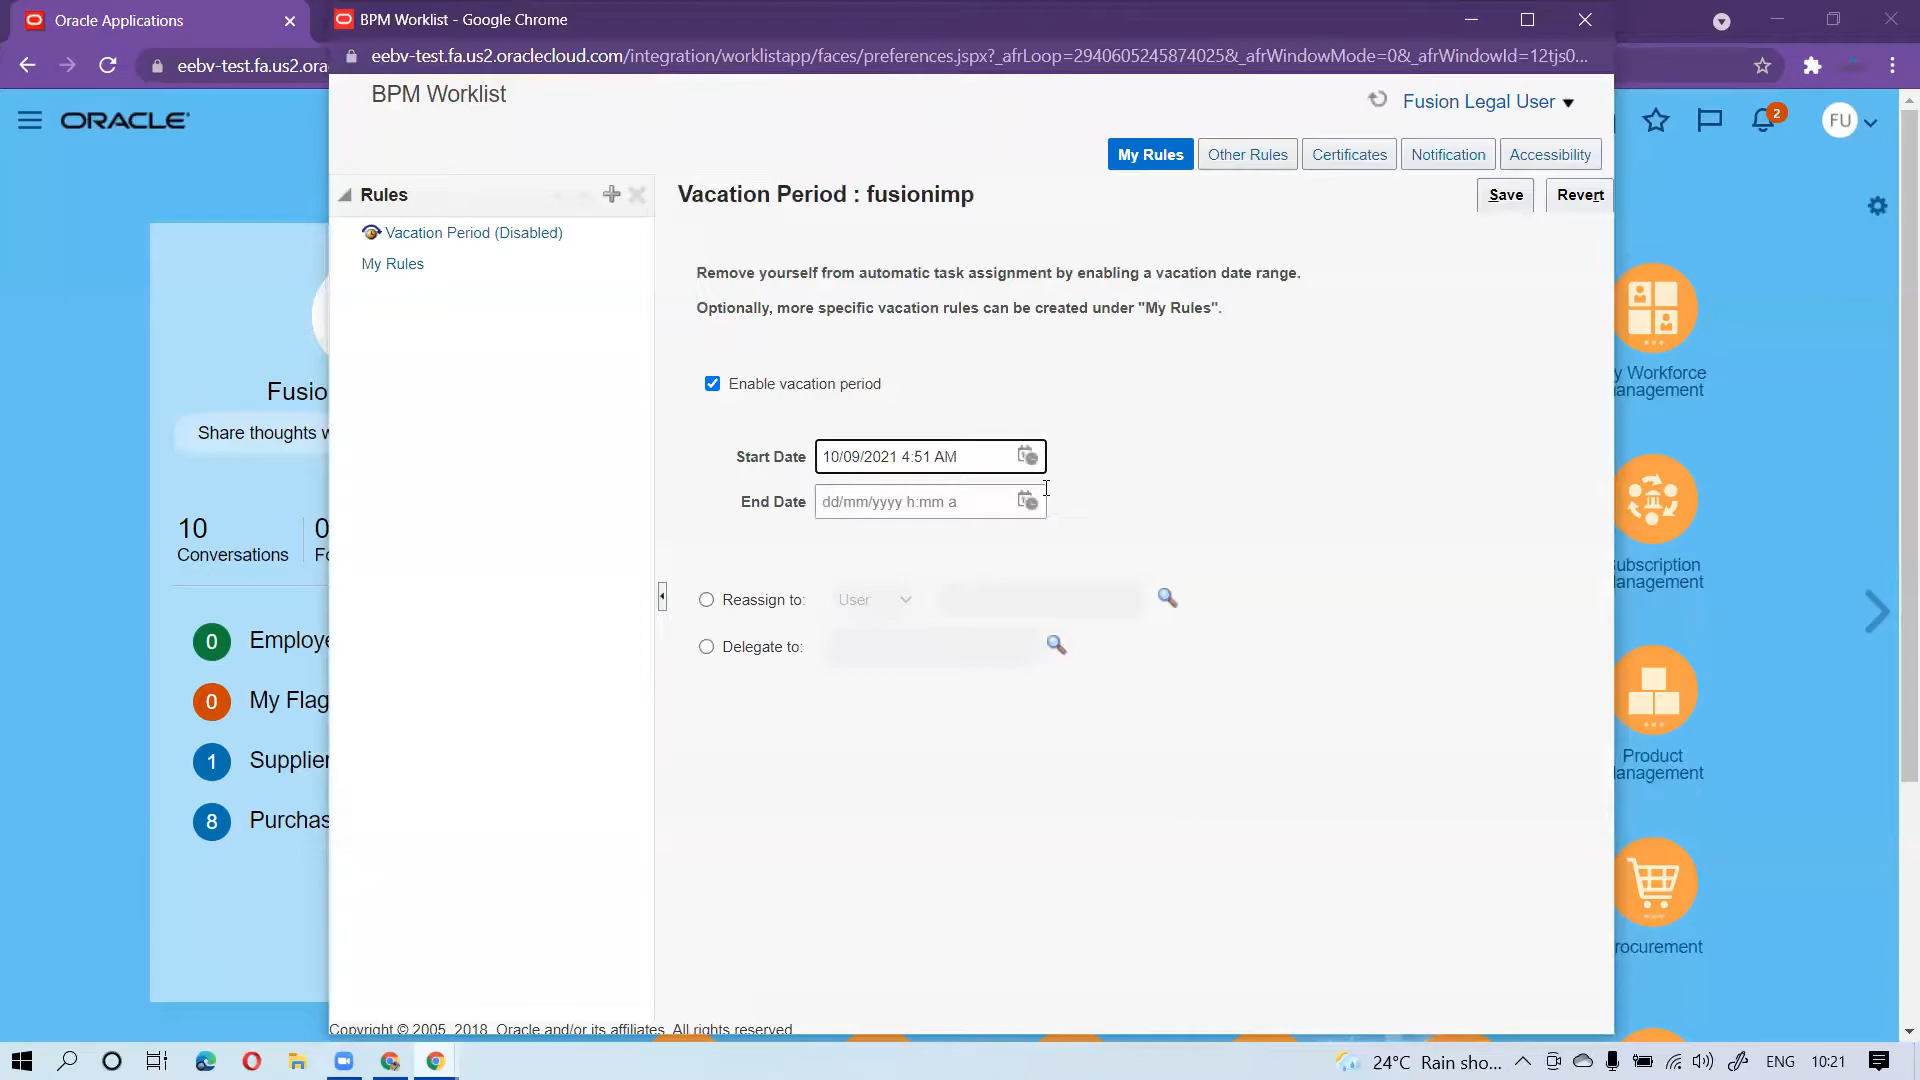 Oracle Applications
BPM Worklist - Google Chrome
eebv-test.fa.us2.ora
eebv-test.fa.us2.oraclecloud.com/integration/worklistapp/faces/preferences.jspx?_afrLoop=29406052458740258&_afrWindowMode=0&_afrWindowId=12tjs0...
ORACLE
BPM Worklist
Fusion Legal User
2
FU
My Rules
Other Rules
Certificates
Notification
Accessibility
Rules
Vacation Period : fusionimp
Save
Revert
Vacation Period (Disabled)
My Rules
Remove yourself from automatic task assignment by enabling a vacation date range.
Optionally, more specific vacation rules can be created under "My Rules".
Enable vacation period
Start Date
10/09/2021 4:51 AM
End Date
dd/mm/yyyy h:mm a
Reassign to:
User
Delegate to:
Fusio
Share thoughts w
10
Conversations
0
Fo
0 Employe
0 My Flag
1 Supplier
8 Purchas
y Workforce
anagement
ubscription
anagement
Product
anagement
rocurement
Copyright © 2005, 2018, Oracle and/or its affiliates. All rights reserved
24°C Rain sho...
ENG
10:21